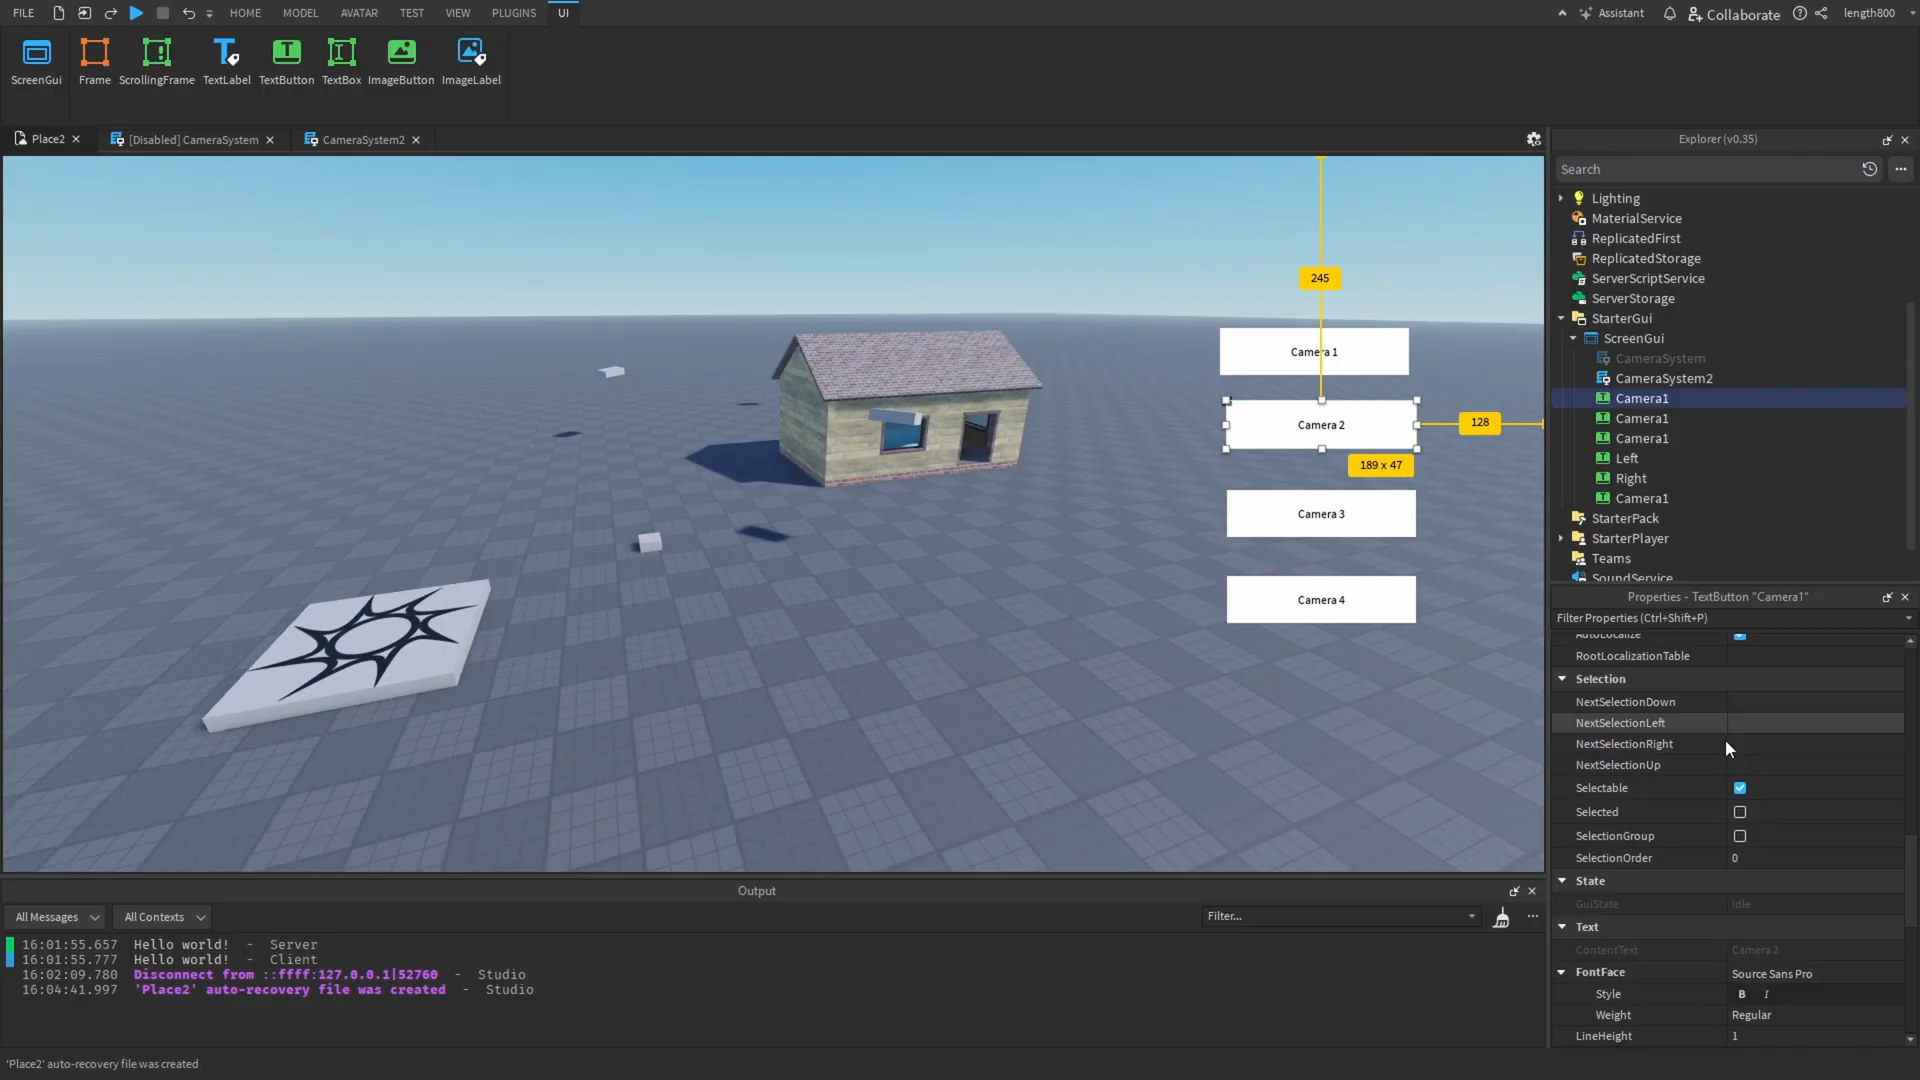 FILE HOME MODEL AVATAR TEST VIEW PLUGINS UI Assistant Collaborate length800
ScreenGui Frame ScrollingFrame TextLabel TextButton TextBox ImageButton ImageLabel
Place2 [Disabled] CameraSystem CameraSystem2
245
Camera 1
Camera 2
128
189 x 47
Camera 3
Camera 4
Explorer (v0.35)
Search
Lighting
MaterialService
ReplicatedFirst
ReplicatedStorage
ServerScriptService
ServerStorage
StarterGui
ScreenGui
CameraSystem
CameraSystem2
Camera1
Camera1
Camera1
Left
Right
Camera1
StarterPack
StarterPlayer
Teams
SoundService
Properties - TextButton "Camera1"
Filter Properties (Ctrl+Shift+P)
AutoLocalize
RootLocalizationTable
Selection
NextSelectionDown
NextSelectionLeft
NextSelectionRight
NextSelectionUp
Selectable
Selected
SelectionGroup
SelectionOrder 0
State
GuiState Idle
Text
ContentText Camera 2
FontFace Source Sans Pro
Style B I
Weight Regular
LineHeight 1
Output
All Messages All Contexts Filter...
16:01:55.657 Hello world! - Server
16:01:55.777 Hello world! - Client
16:02:09.780 Disconnect from ::ffff:127.0.0.1|52760 - Studio
16:04:41.997 'Place2' auto-recovery file was created - Studio
'Place2' auto-recovery file was created